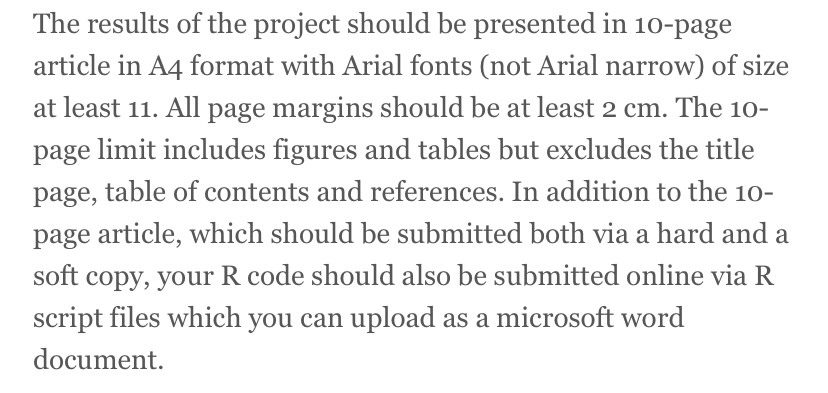 The results of the project should be presented in 10-page
article in A4 format with Arial fonts (not Arial narrow) of size
at least 11. All page margins should be at least 2 cm. The 10-
page limit includes figures and tables but excludes the title
page, table of contents and references. In addition to the 10-
page article, which should be submitted both via a hard and a
soft copy, your R code should also be submitted online via R
script files which you can upload as a microsoft word
document.